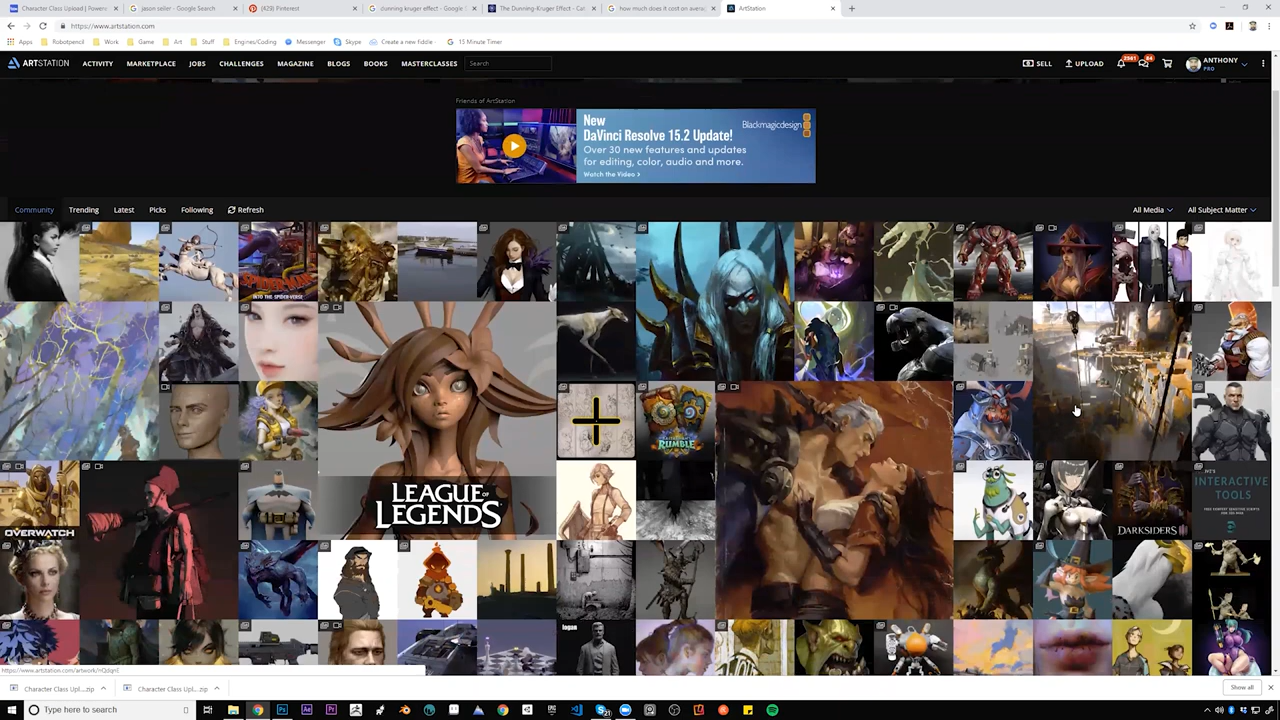 Character Class Upload | Powere
jason seiler - Google Search
(429) Pinterest
dunning kruger effect - Google
The Dunning-Kruger Effect - Cal
how much does it cost on avera
ArtStation
https://www.artstation.com
Apps
Robotpencil
Work
Game
Art
Stuff
Engines/Coding
Messenger
Skype
Create a new fiddle
15 Minute Timer
ARTSTATION
ACTIVITY
MARKETPLACE
JOBS
CHALLENGES
MAGAZINE
BLOGS
BOOKS
MASTERCLASSES
Search
SELL
UPLOAD
ANTHONY
PRO
Friends of ArtStation
New
DaVinci Resolve 15.2 Update!
Over 30 new features and updates
for editing, color, audio and more.
Watch the Video >
Blackmagicdesign
Community
Trending
Latest
Picks
Following
Refresh
All Media
All Subject Matter
INTO THE SPIDER-VERSE
RUMBLE
LEAGUE OF
LEGENDS
OVERWATCH
DARKSIDERS III
INTERACTIVE
TOOLS
logan
Character Class Upl....zip
Character Class Upl....zip
Show all
Type here to search